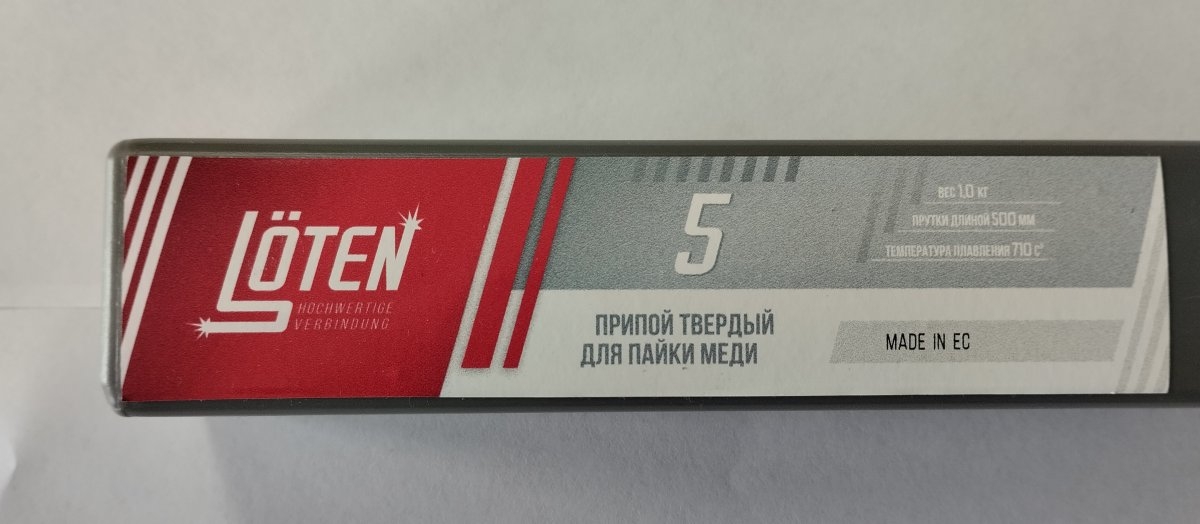 LÖTEN
HOCHWERTIGE
VERBINDUNG
5
ВЕС 1,0 КГ
ПРУТКИ ДЛИНОЙ 500 ММ
ТЕМПЕРАТУРА ПЛАВЛЕНИЯ 710 С°
ПРИПОЙ ТВЕРДЫЙ
ДЛЯ ПАЙКИ МЕДИ
MADE IN EC